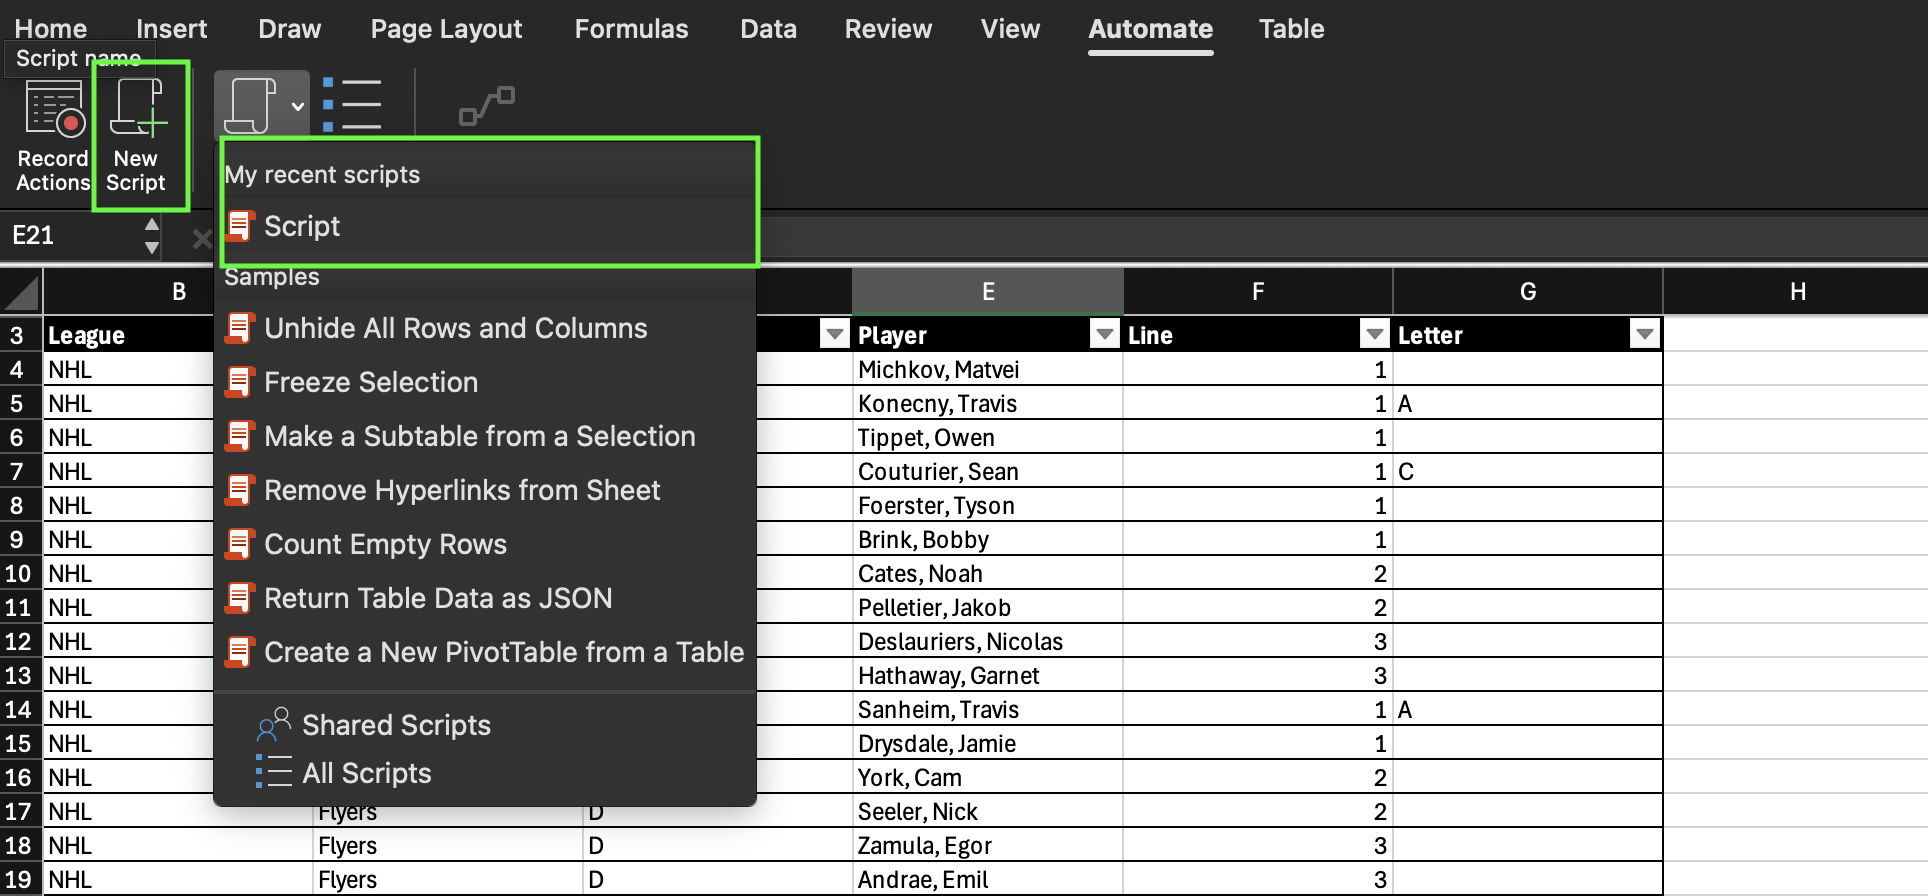 Home Insert Draw Page Layout Formulas Data Review View Automate Table
Script name
Record Actions
New Script
My recent scripts
Script
Samples
Unhide All Rows and Columns
Freeze Selection
Make a Subtable from a Selection
Remove Hyperlinks from Sheet
Count Empty Rows
Return Table Data as JSON
Create a New PivotTable from a Table
Shared Scripts
All Scripts
E21
B E F G H
3 League Player Line Letter
4 NHL Michkov, Matvei 1
5 NHL Konecny, Travis 1 A
6 NHL Tippet, Owen 1
7 NHL Couturier, Sean 1 C
8 NHL Foerster, Tyson 1
9 NHL Brink, Bobby 1
10 NHL Cates, Noah 2
11 NHL Pelletier, Jakob 2
12 NHL Deslauriers, Nicolas 3
13 NHL Hathaway, Garnet 3
14 NHL Sanheim, Travis 1 A
15 NHL Drysdale, Jamie 1
16 NHL York, Cam 2
17 NHL Flyers D Seeler, Nick 2
18 NHL Flyers D Zamula, Egor 3
19 NHL Flyers D Andrae, Emil 3